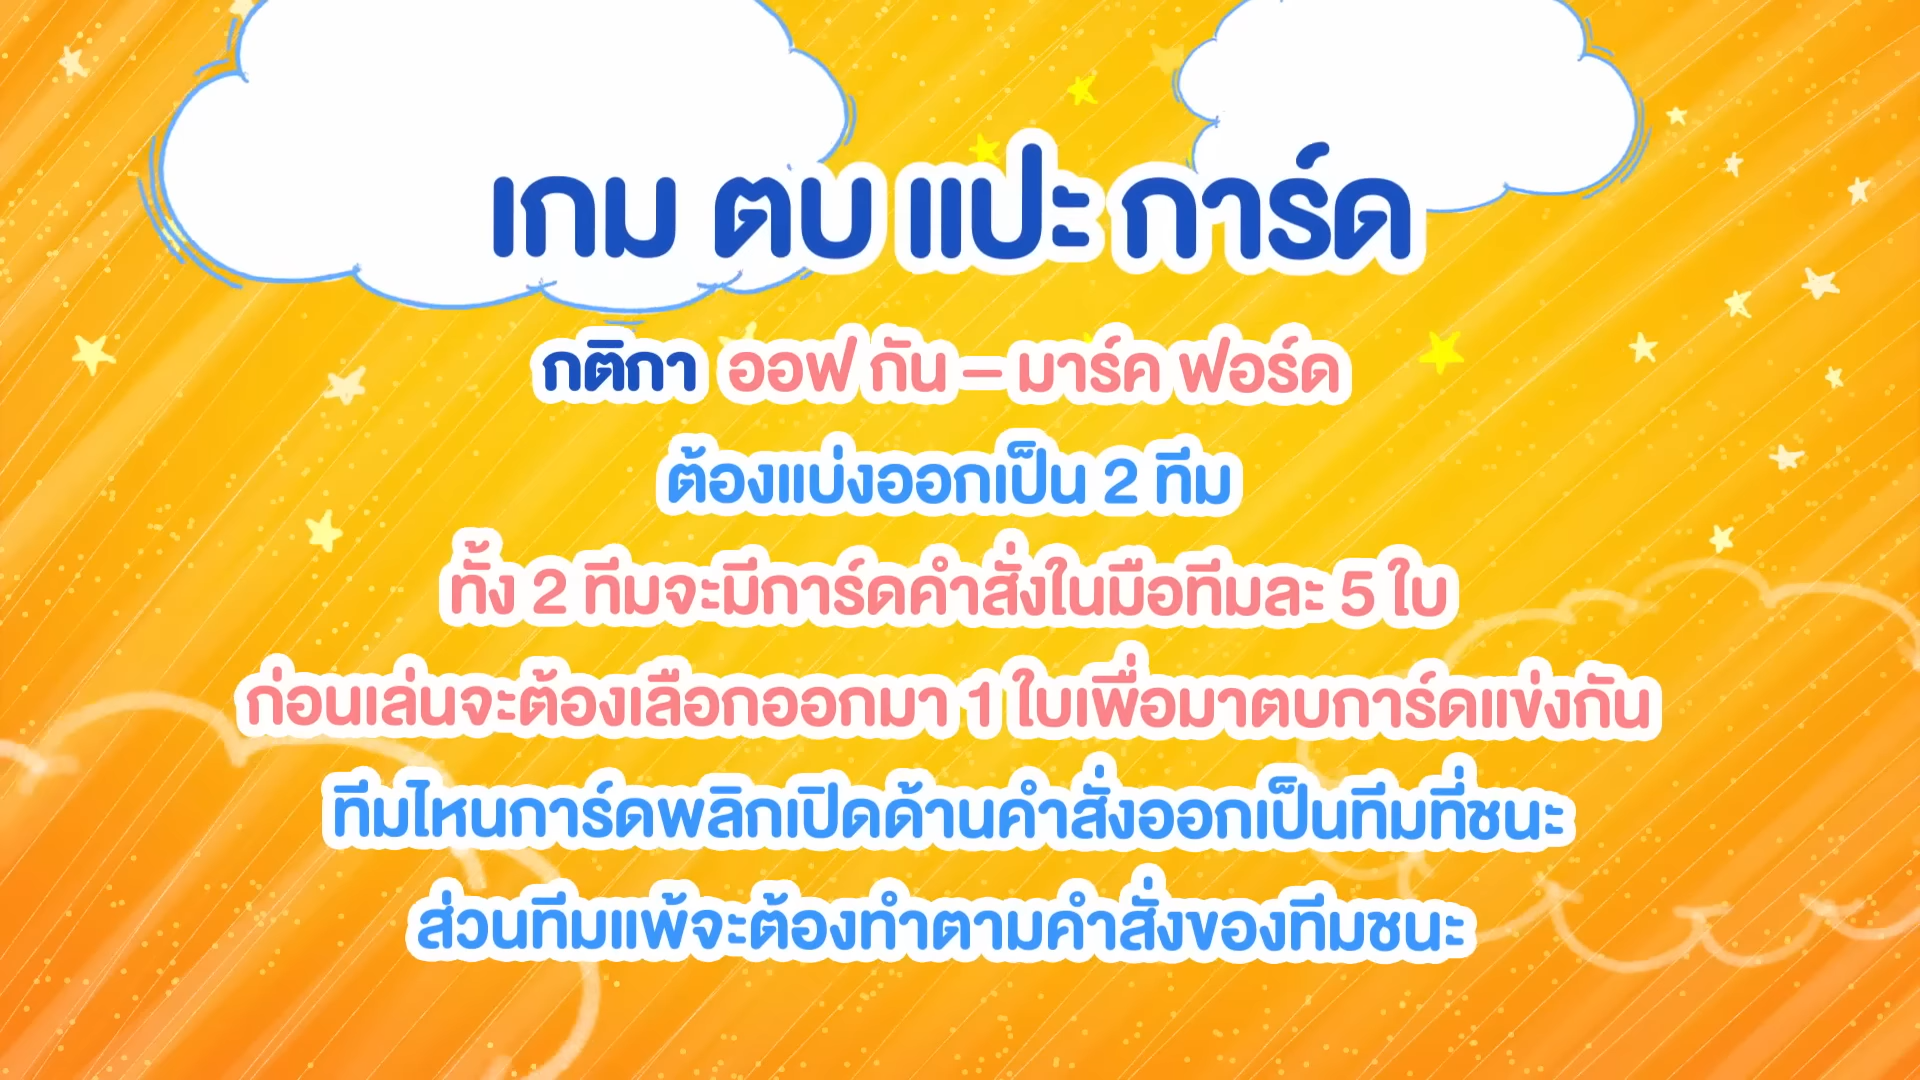 เกม ตบ แปะ การ์ด
กติกา ออฟ กัน – มาร์ค ฟอร์ด
ต้องแบ่งออกเป็น 2 ทีม
ทั้ง 2 ทีมจะมีการ์ดคำสั่งในมือทีมละ 5 ใบ
ก่อนเล่นจะต้องเลือกออกมา 1 ใบเพื่อมาตบการ์ดแข่งกัน
ทีมไหนการ์ดพลิกเปิดด้านคำสั่งออกเป็นทีมที่ชนะ
ส่วนทีมแพ้จะต้องทำตามคำสั่งของทีมชนะ